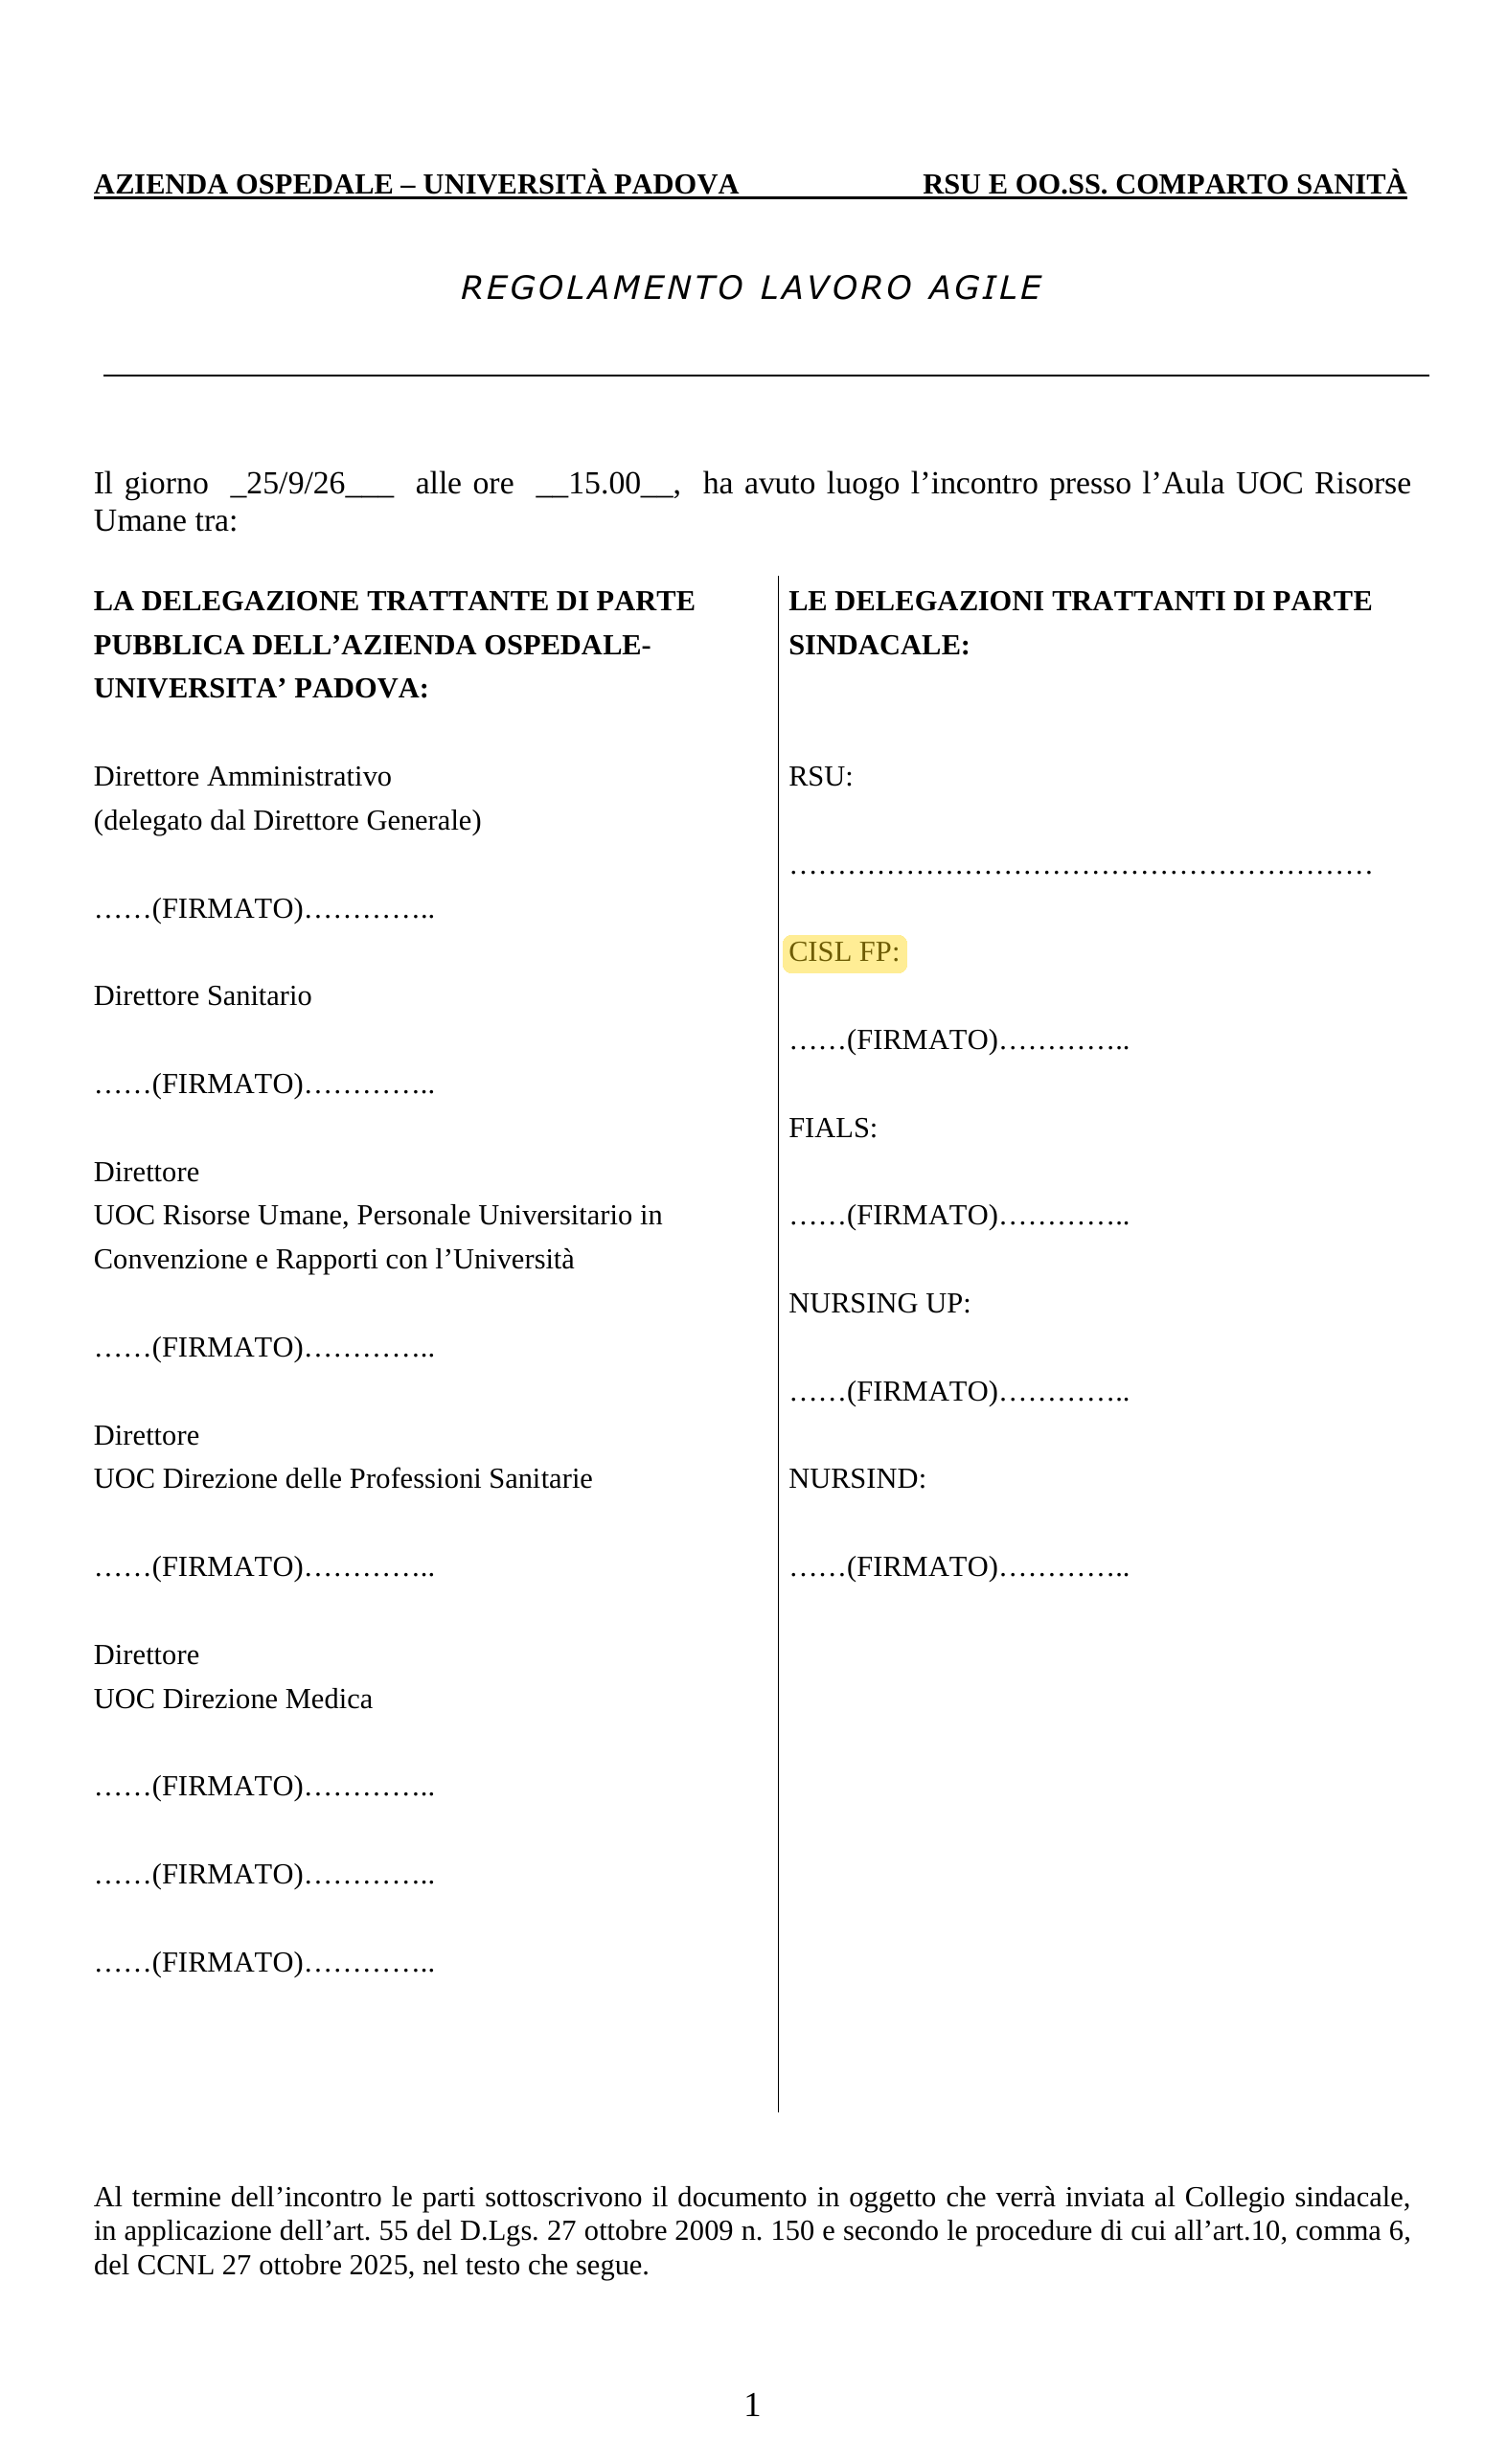 AZIENDA OSPEDALE – UNIVERSITÀ PADOVA RSU E OO.SS. COMPARTO SANITÀ
REGOLAMENTO LAVORO AGILE
Il giorno _25/9/26___ alle ore __15.00__, ha avuto luogo l’incontro presso l’Aula UOC Risorse
Umane tra:
LA DELEGAZIONE TRATTANTE DI PARTE
PUBBLICA DELL’AZIENDA OSPEDALE-
UNIVERSITA’ PADOVA:
Direttore Amministrativo
(delegato dal Direttore Generale)
……(FIRMATO)…………..
Direttore Sanitario
……(FIRMATO)…………..
Direttore
UOC Risorse Umane, Personale Universitario in
Convenzione e Rapporti con l’Università
……(FIRMATO)…………..
Direttore
UOC Direzione delle Professioni Sanitarie
……(FIRMATO)…………..
Direttore
UOC Direzione Medica
……(FIRMATO)…………..
……(FIRMATO)…………..
……(FIRMATO)…………..
LE DELEGAZIONI TRATTANTI DI PARTE
SINDACALE:
RSU:
……………………………………………………
CISL FP:
……(FIRMATO)…………..
FIALS:
……(FIRMATO)…………..
NURSING UP:
……(FIRMATO)…………..
NURSIND:
……(FIRMATO)…………..
Al termine dell’incontro le parti sottoscrivono il documento in oggetto che verrà inviata al Collegio sindacale,
in applicazione dell’art. 55 del D.Lgs. 27 ottobre 2009 n. 150 e secondo le procedure di cui all’art.10, comma 6,
del CCNL 27 ottobre 2025, nel testo che segue.
1